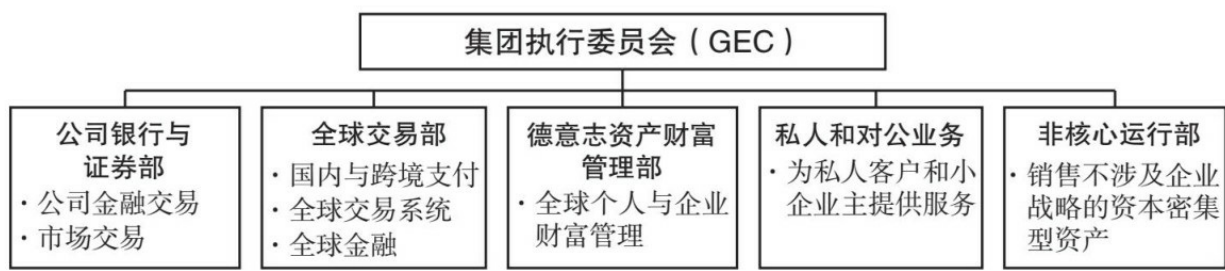 集团执行委员会（GEC）
公司银行与
证券部
·公司金融交易
·市场交易
全球交易部
·国内与跨境支付
·全球交易系统
·全球金融
德意志资产财富
管理部
·全球个人与企业
财富管理
私人和对公业务
·为私人客户和小
企业主提供服务
非核心运行部
·销售不涉及企业
战略的资本密集
型资产